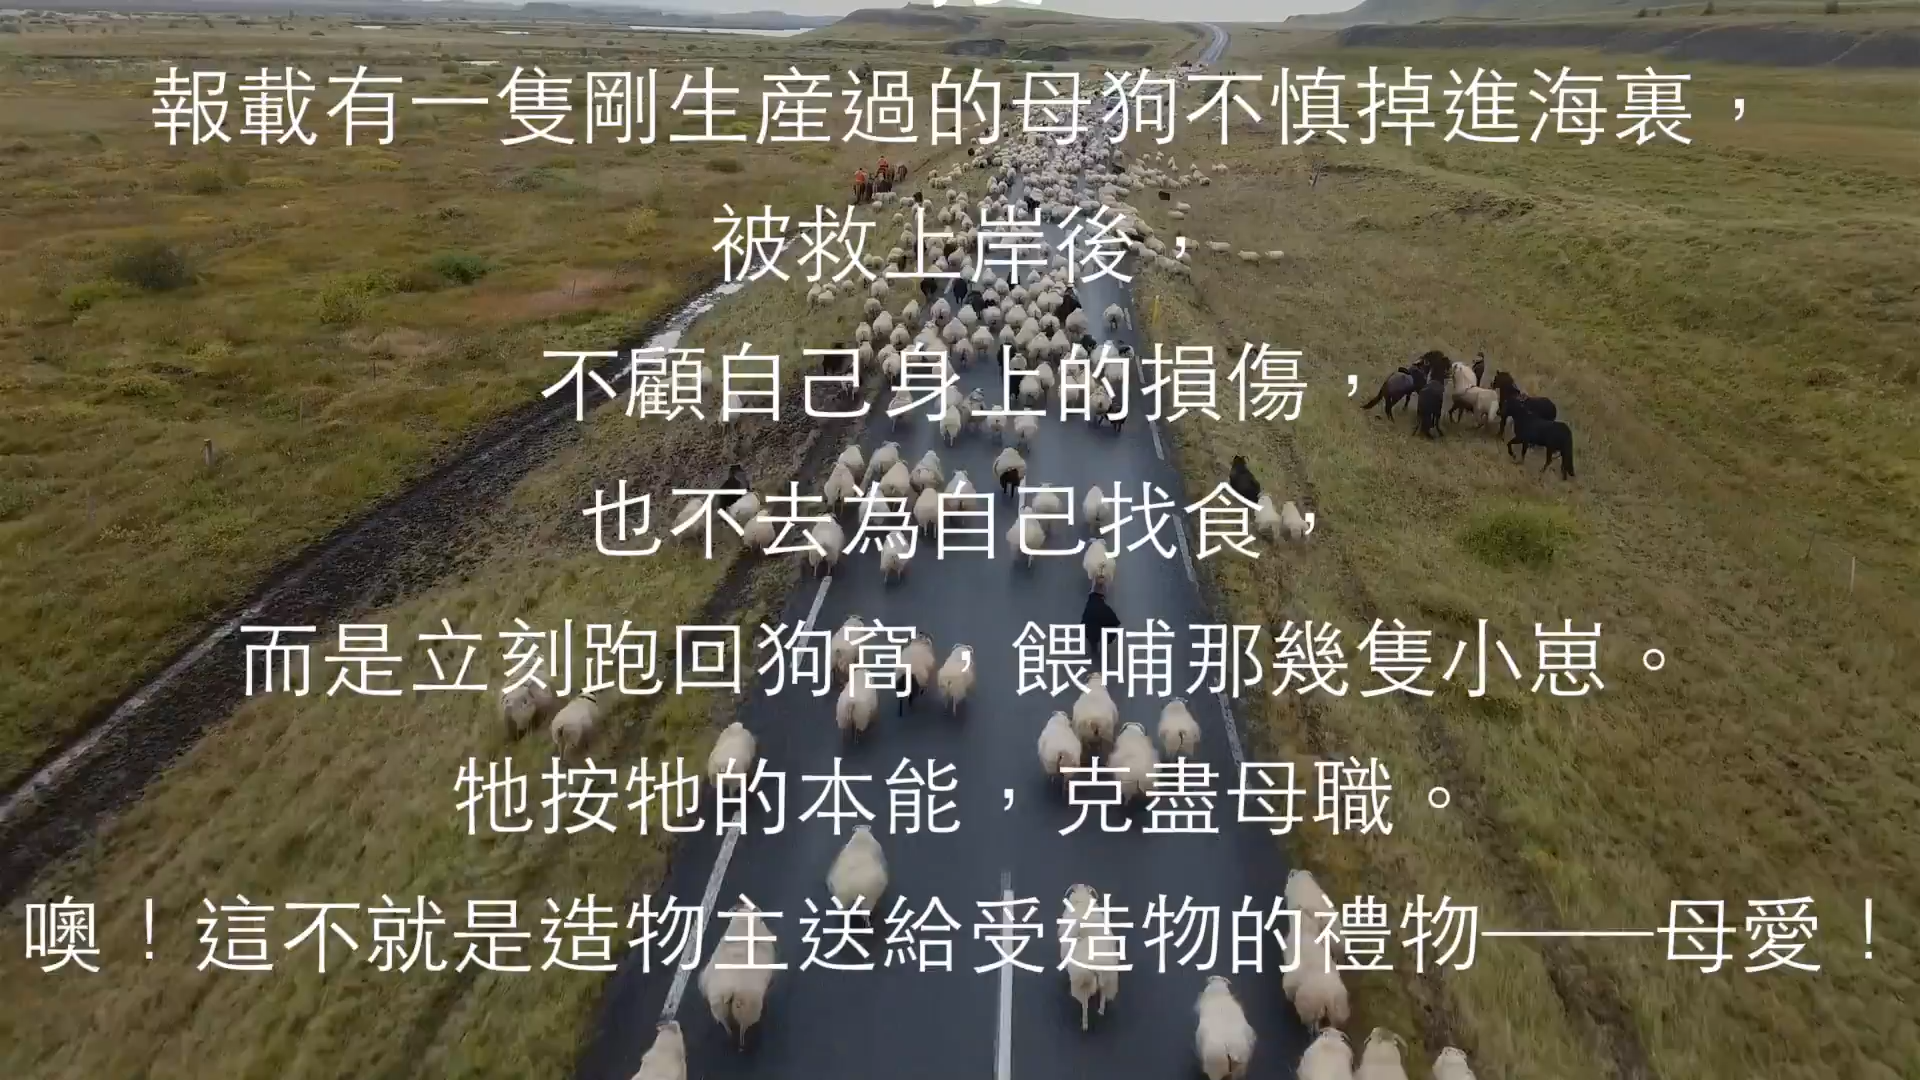 報載有一隻剛生産過的母狗不慎掉進海裏，
被救上岸後，
不顧自己身上的損傷，
也不去為自己找食，
而是立刻跑回狗窩，餵哺那幾隻小崽。
牠按牠的本能，克盡母職。
噢！這不就是造物主送給受造物的禮物——母愛！